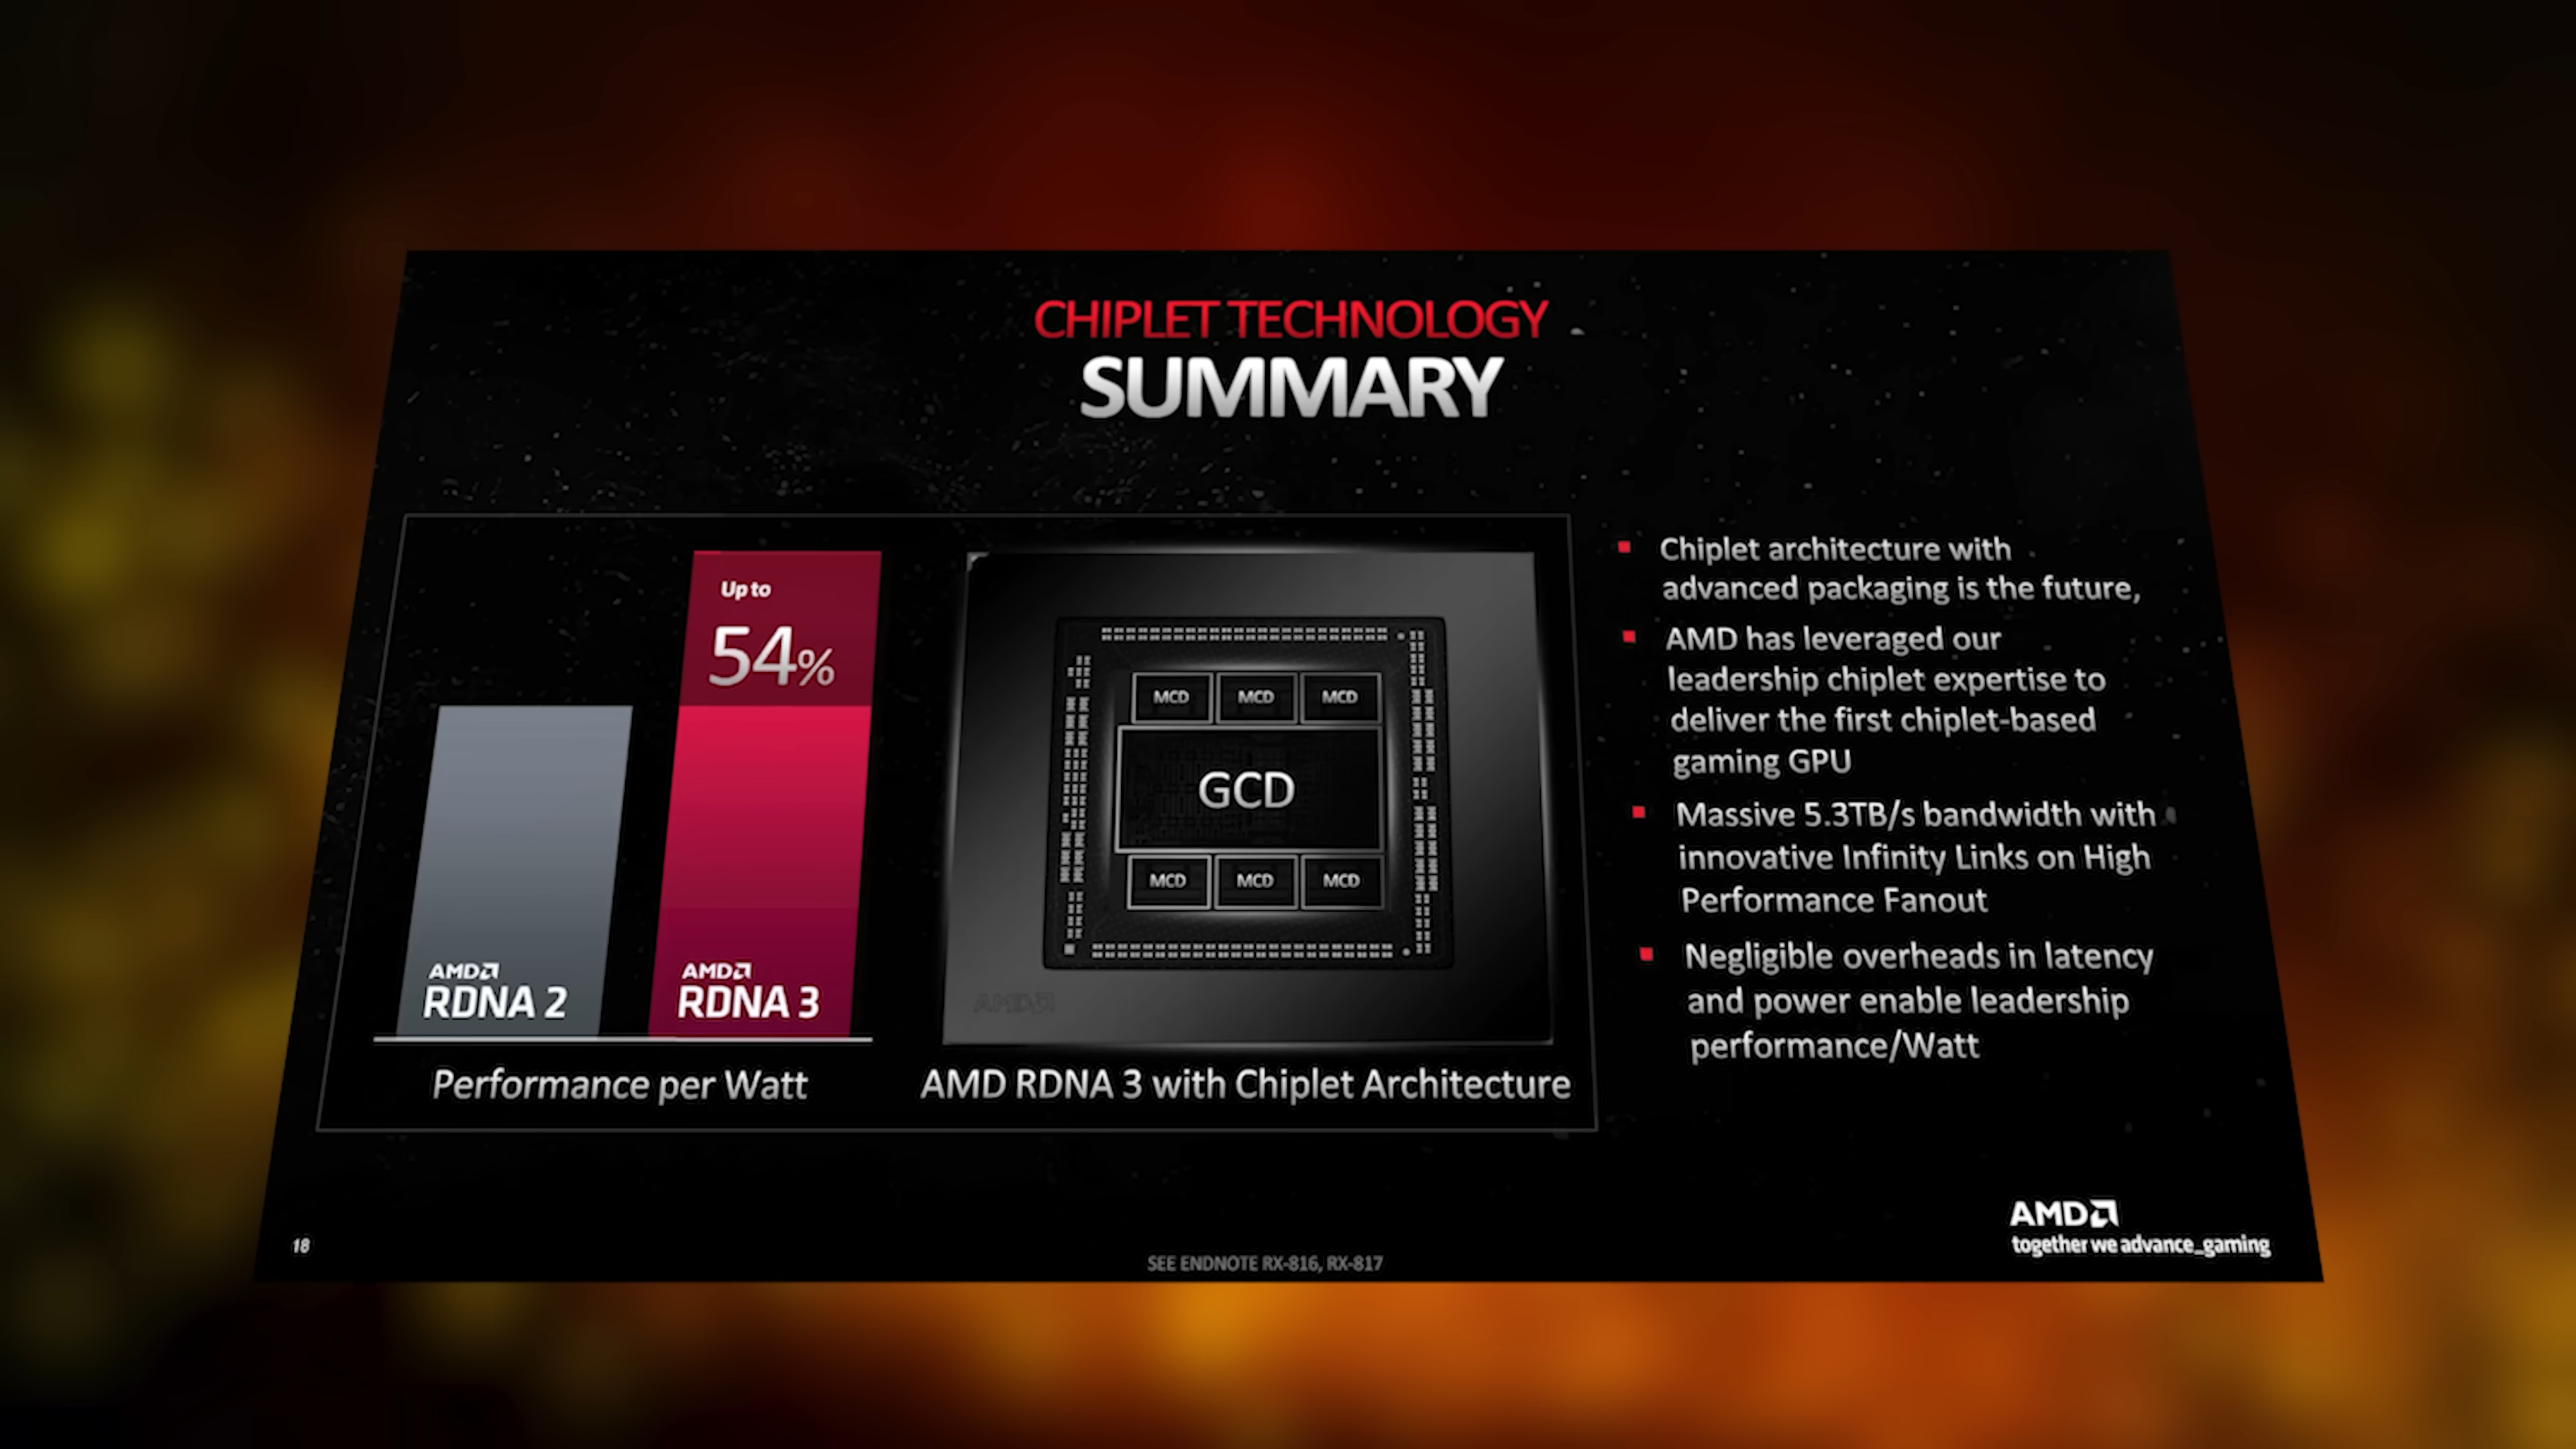 CHIPLET TECHNOLOGY
SUMMARY
Up to
54%
AMD
RDNA 2
AMD
RDNA 3
Performance per Watt
MCD MCD MCD
GCD
MCD MCD MCD
AMD
AMD RDNA 3 with Chiplet Architecture
Chiplet architecture with
advanced packaging is the future,
AMD has leveraged our
leadership chiplet expertise to
deliver the first chiplet-based
gaming GPU
Massive 5.3TB/s bandwidth with
innovative Infinity Links on High
Performance Fanout
Negligible overheads in latency
and power enable leadership
performance/Watt
18
SEE ENDNOTE RX-816, RX-817
AMD
together we advance_gaming